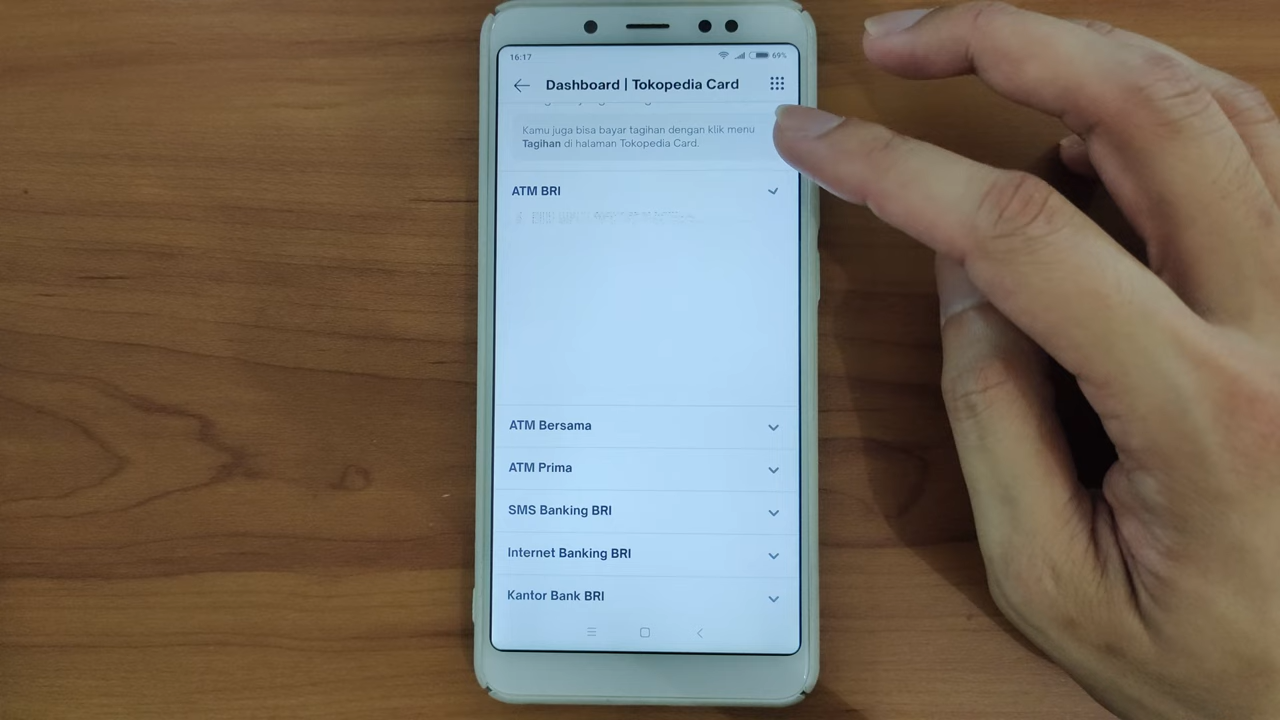 16:17
69%
Dashboard | Tokopedia Card
Kamu juga bisa bayar tagihan dengan klik menu
Tagihan di halaman Tokopedia Card.
ATM BRI
ATM Bersama
ATM Prima
SMS Banking BRI
Internet Banking BRI
Kantor Bank BRI